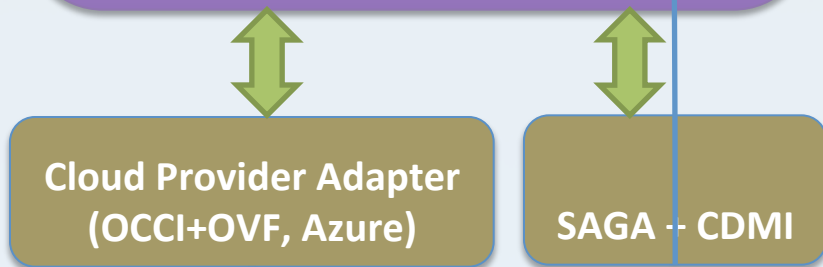 Cloud Provider Adapter
(OCCI+OVF, Azure)
SAGA + CDMI